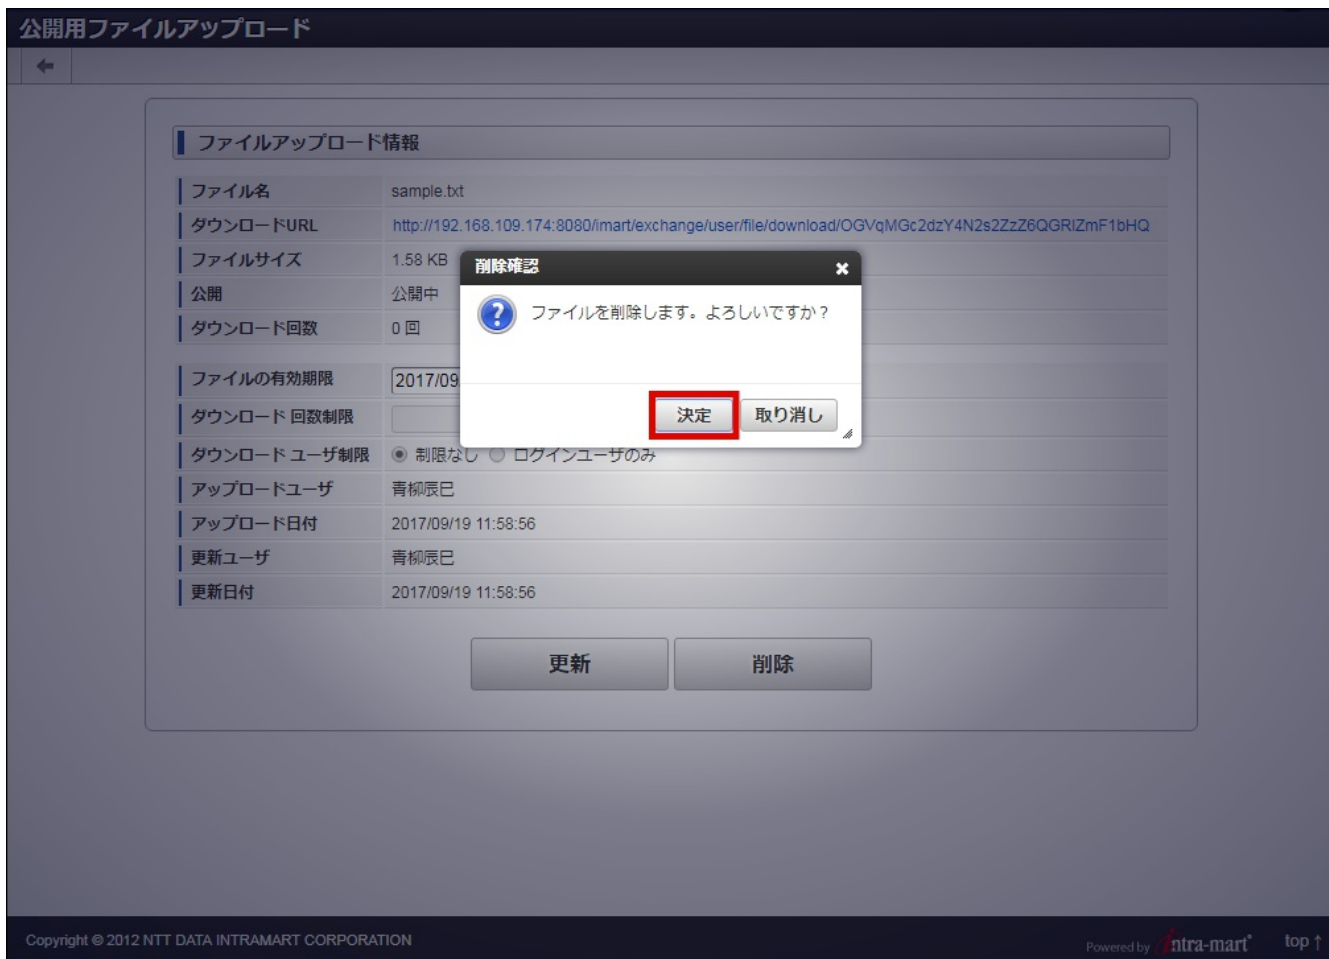 公開用ファイルアップロード
ファイルアップロード情報
ファイル名 sample.txt
ダウンロードURL http://192.168.109.174:8080/imart/exchange/user/file/download/OGVqMGc2dzY4N2s2ZzZ6QGRlZmF1bHQ
ファイルサイズ 1.58 KB
公開 公開中
ダウンロード回数 0 回
削除確認
ファイルを削除します。よろしいですか？
決定 取り消し
ファイルの有効期限 2017/09
ダウンロード 回数制限
ダウンロード ユーザ制限 制限なし ログインユーザのみ
アップロードユーザ 青柳辰巳
アップロード日付 2017/09/19 11:58:56
更新ユーザ 青柳辰巳
更新日付 2017/09/19 11:58:56
更新 削除
Copyright © 2012 NTT DATA INTRAMART CORPORATION
Powered by intra-mart top ↑